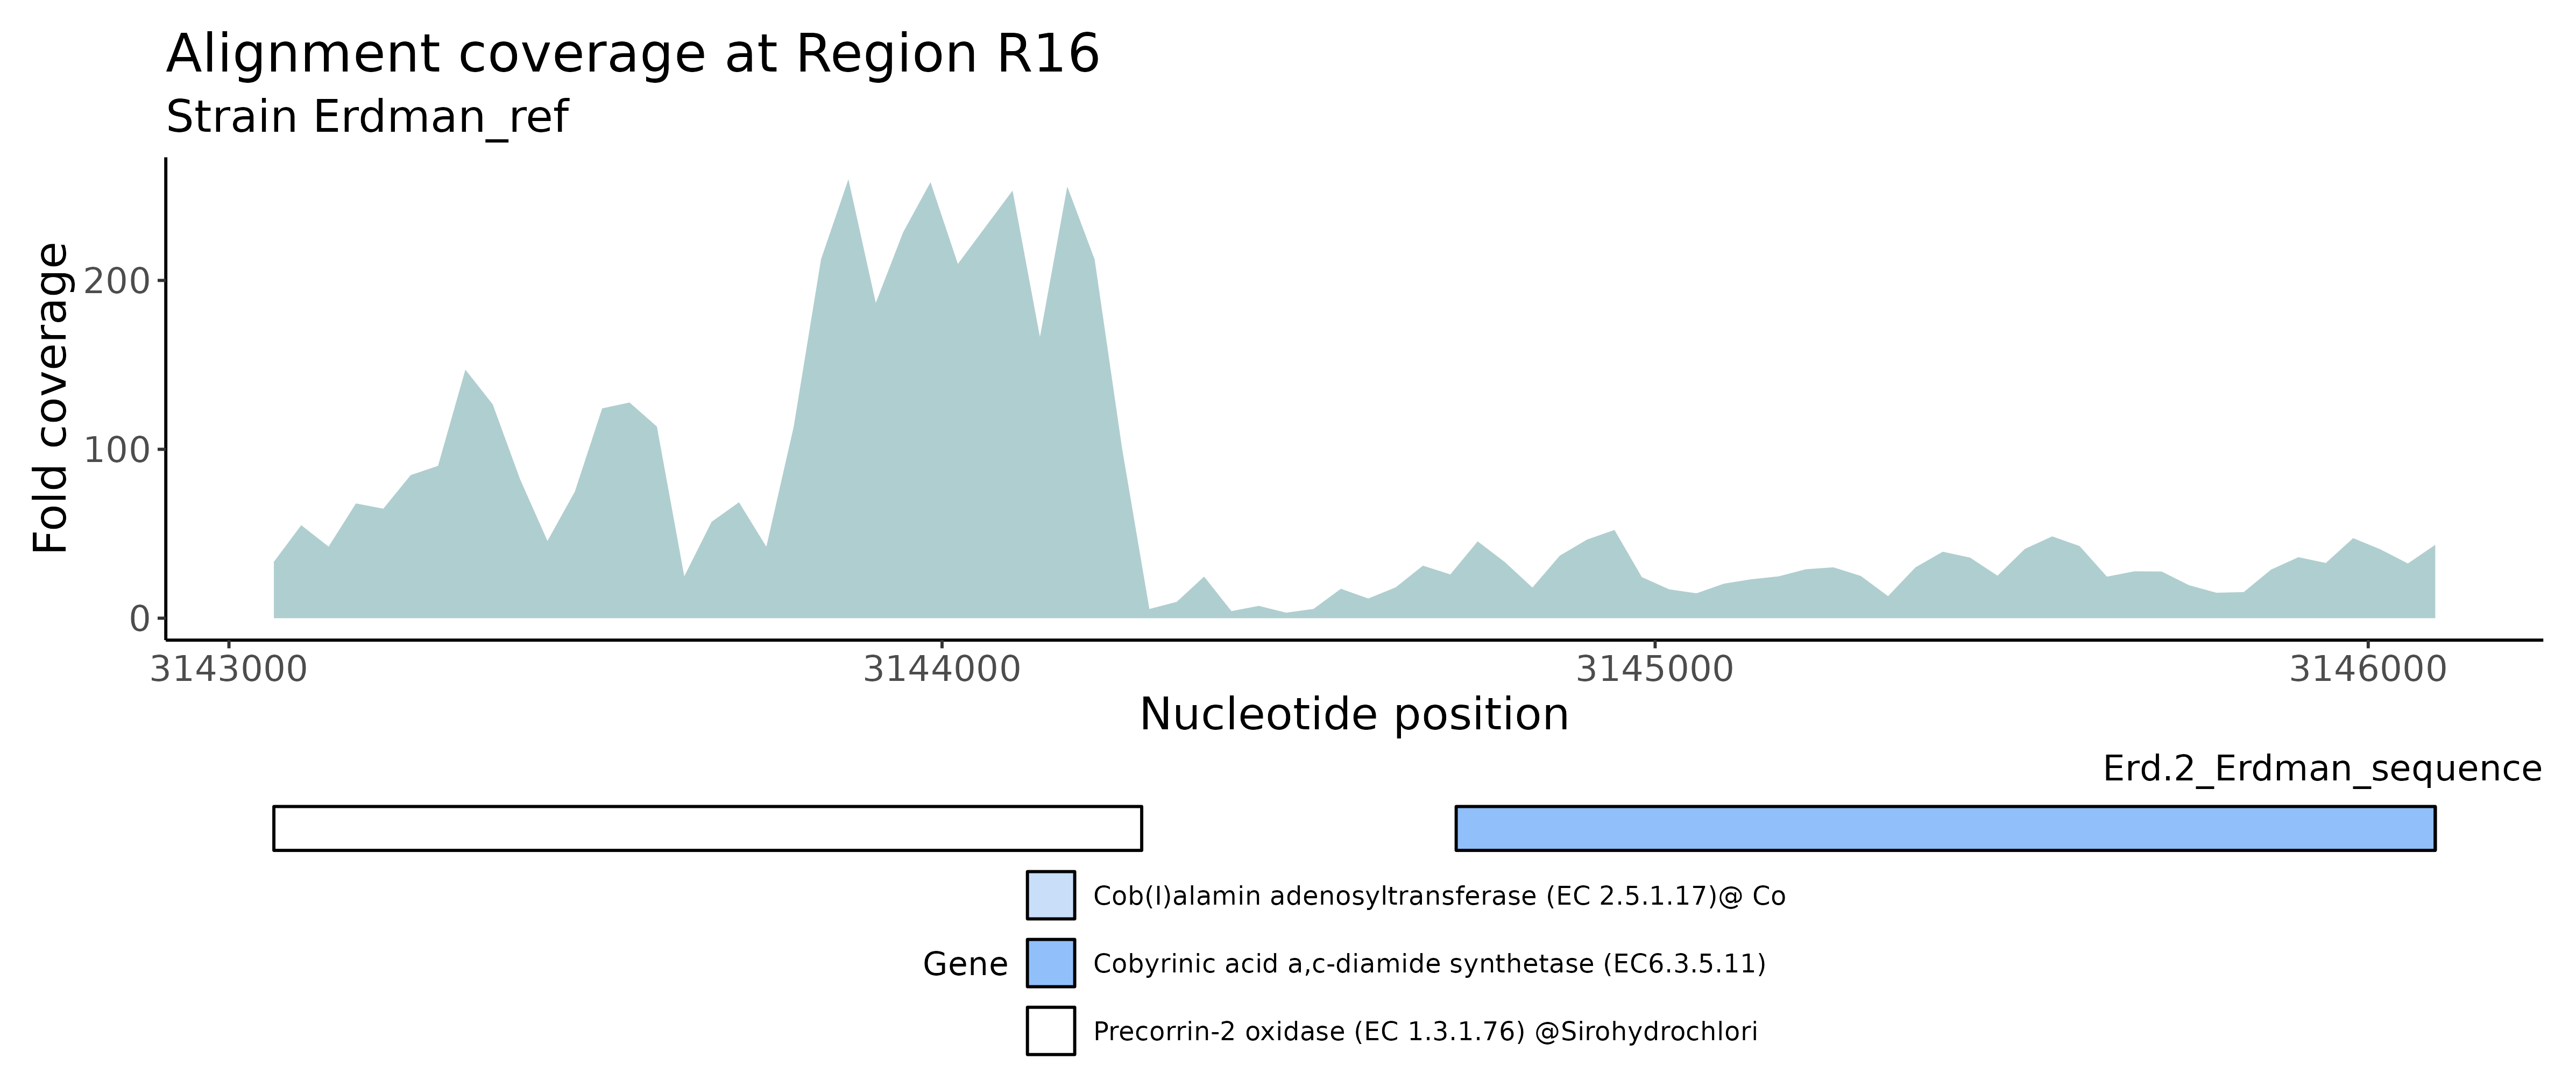 Alignment coverage at Region R16
Strain Erdman_ref
Fold coverage
200
100
0
3143000 3144000 3145000 3146000
Nucleotide position
Erd.2_Erdman_sequence
Gene
Cob(I)alamin adenosyltransferase (EC 2.5.1.17)@ Co
Cobyrinic acid a,c-diamide synthetase (EC6.3.5.11)
Precorrin-2 oxidase (EC 1.3.1.76) @Sirohydrochlori